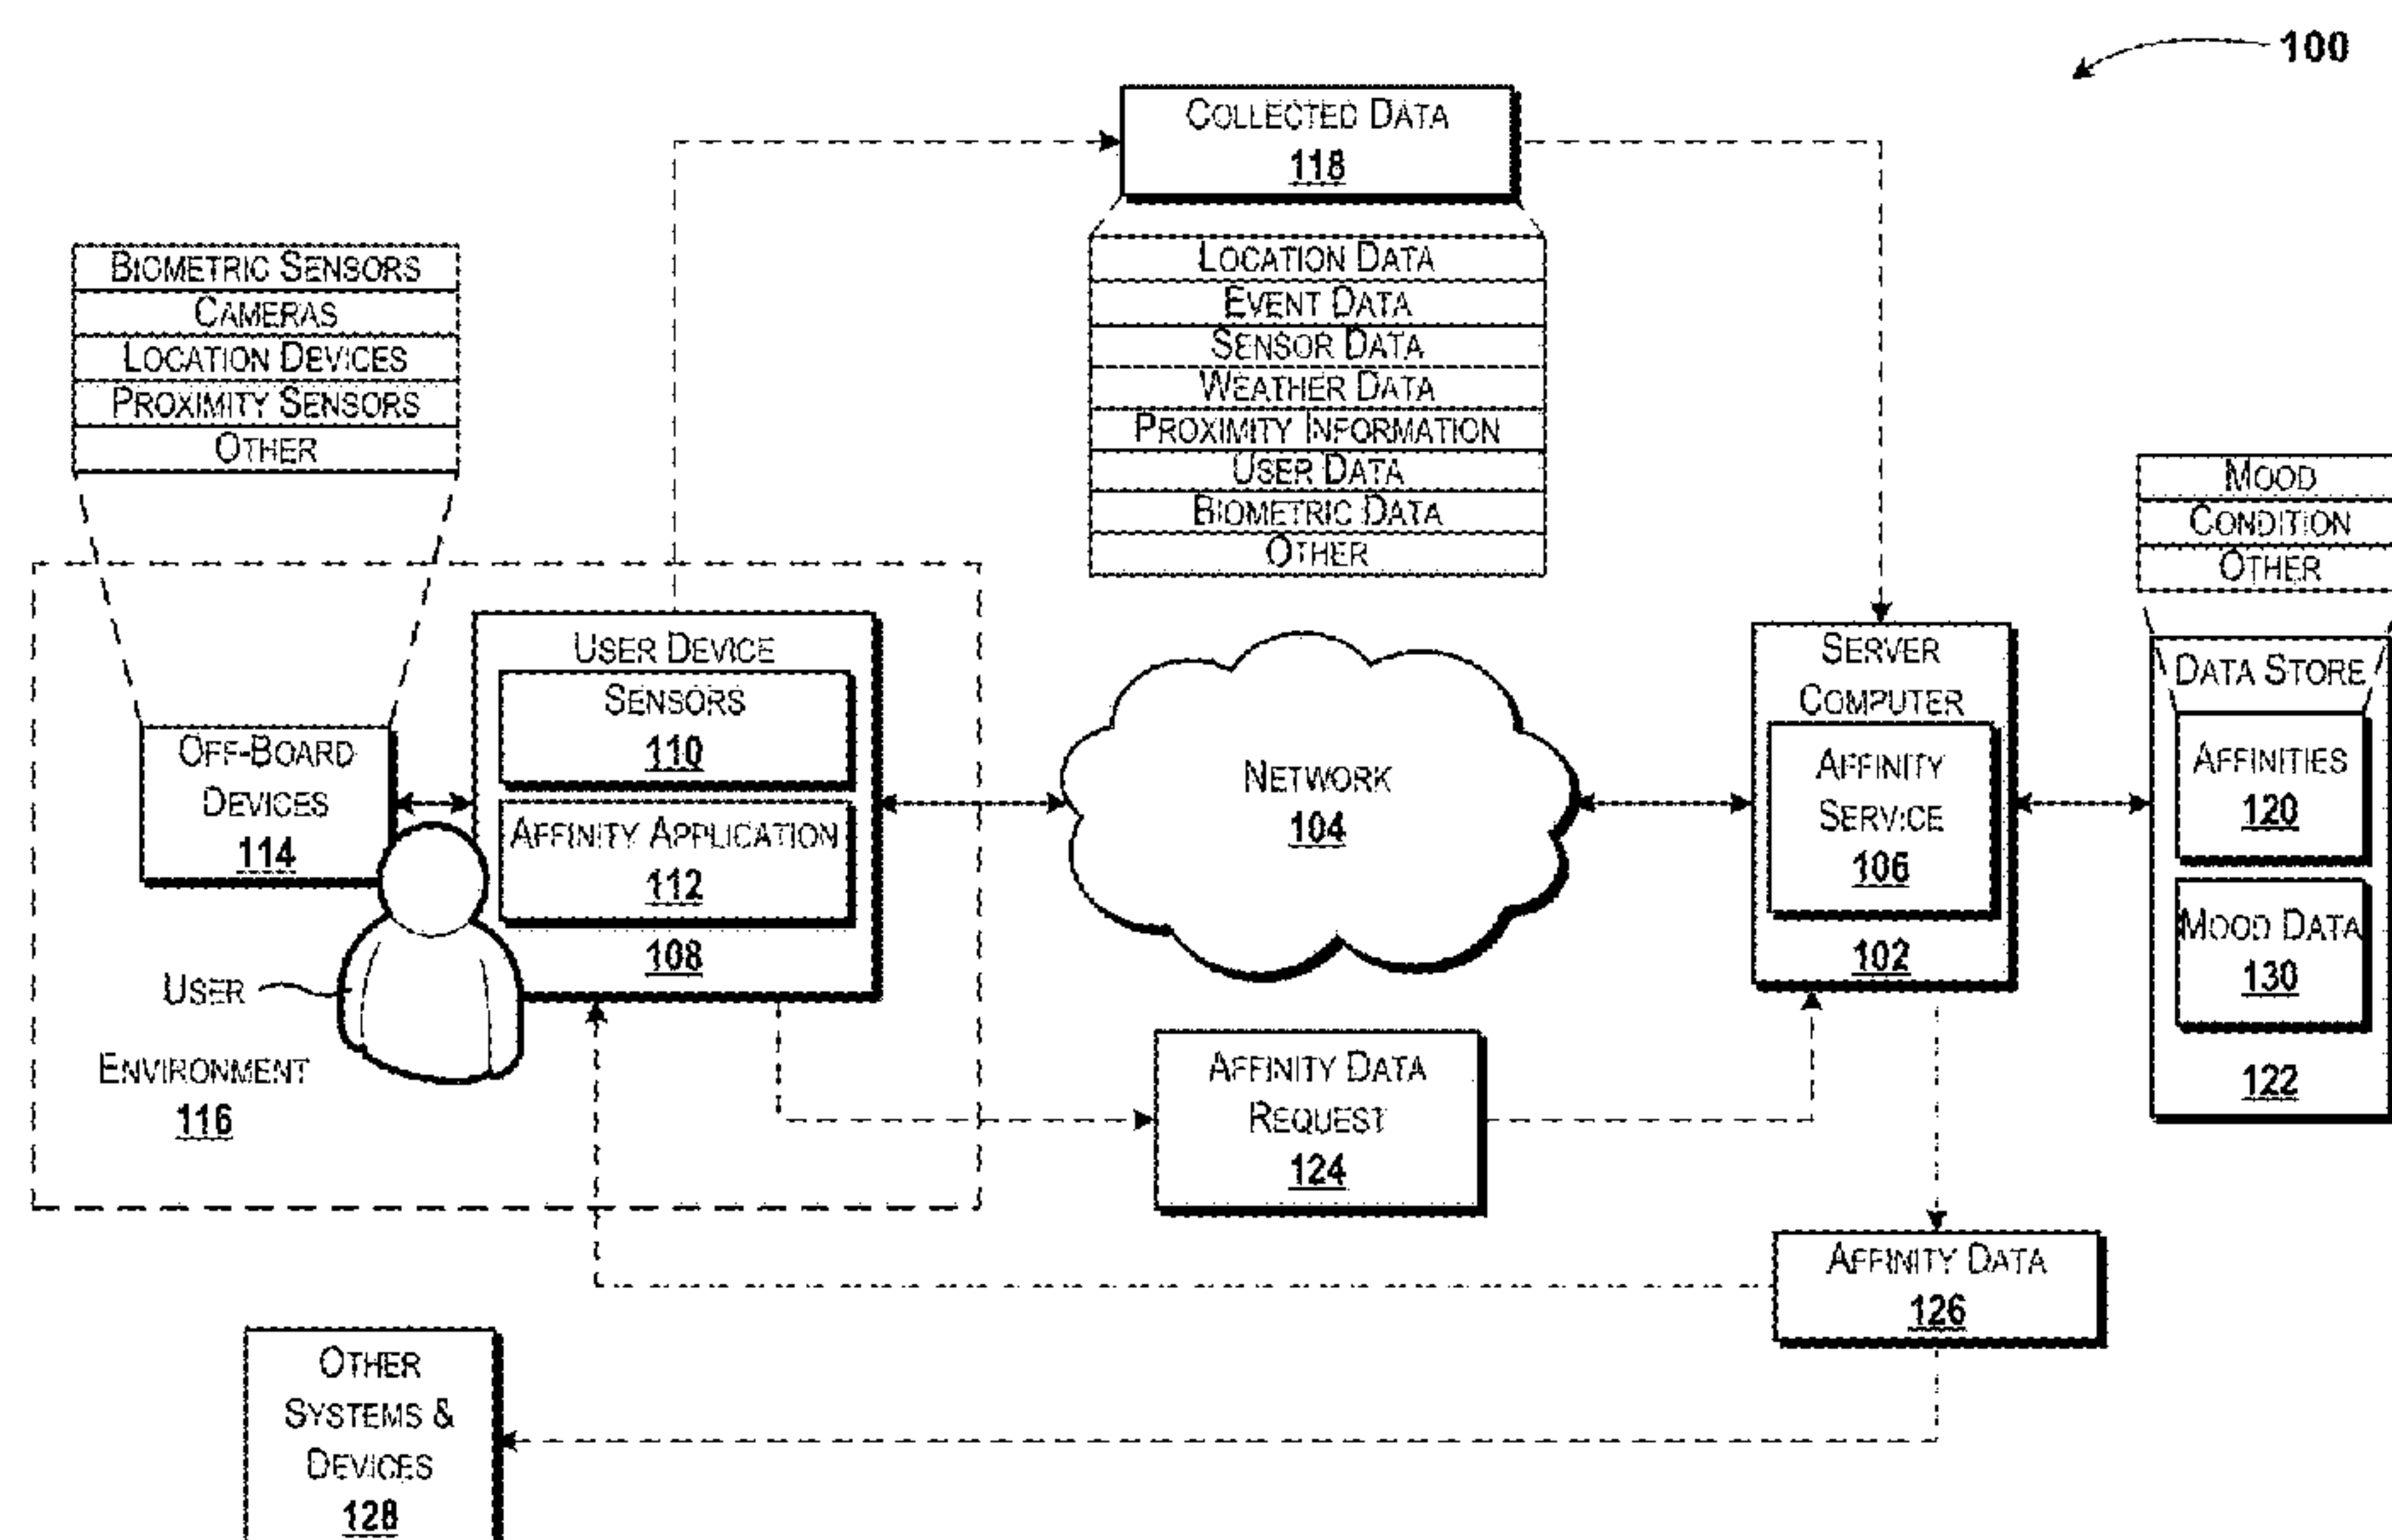 100
COLLECTED DATA
118
LOCATION DATA
EVENT DATA
SENSOR DATA
WEATHER DATA
PROXIMITY INFORMATION
USER DATA
BIOMETRIC DATA
OTHER
BIOMETRIC SENSORS
CAMERAS
LOCATION DEVICES
PROXIMITY SENSORS
OTHER
MOOD
CONDITION
OTHER
OFF-BOARD
DEVICES
114
USER DEVICE
SENSORS
110
AFFINITY APPLICATION
112
108
USER
ENVIRONMENT
116
NETWORK
104
SERVER
COMPUTER
AFFINITY
SERVICE
106
102
DATA STORE
AFFINITIES
120
MOOD DATA
130
122
AFFINITY DATA
REQUEST
124
AFFINITY DATA
126
OTHER
SYSTEMS &
DEVICES
128